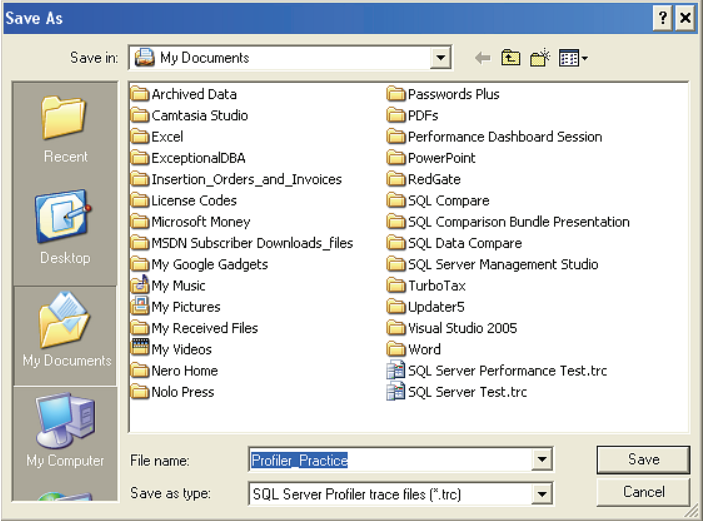 Save As
Save in: My Documents
Archived Data
Camtasia Studio
Excel
ExceptionalDBA
Insertion_Orders_and_Invoices
License Codes
Microsoft Money
MSDN Subscriber Downloads_files
My Google Gadgets
My Music
My Pictures
My Received Files
My Videos
Nero Home
Nolo Press
Passwords Plus
PDFs
Performance Dashboard Session
PowerPoint
RedGate
SQL Compare
SQL Comparison Bundle Presentation
SQL Data Compare
SQL Server Management Studio
TurboTax
Updater5
Visual Studio 2005
Word
SQL Server Performance Test.trc
SQL Server Test.trc
Recent
Desktop
My Documents
My Computer
File name: Profiler_Practice Save
Save as type: SQL Server Profiler trace files (*.trc) Cancel